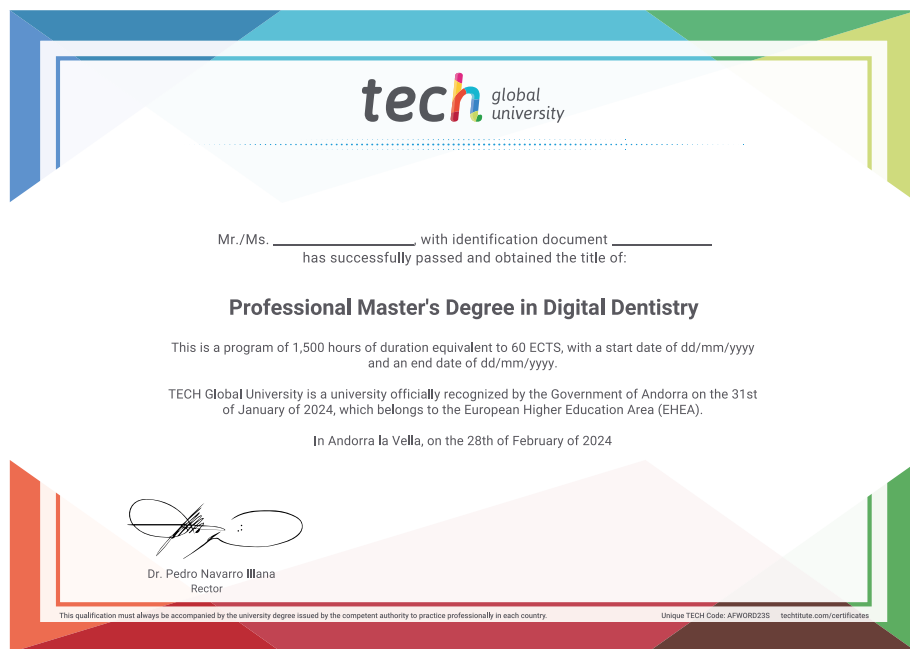 tech global
university
Mr./Ms. ____________, with identification document ____________
has successfully passed and obtained the title of:
Professional Master's Degree in Digital Dentistry
This is a program of 1,500 hours of duration equivalent to 60 ECTS, with a start date of dd/mm/yyyy
and an end date of dd/mm/yyyy.
TECH Global University is a university officially recognized by the Government of Andorra on the 31st
of January of 2024, which belongs to the European Higher Education Area (EHEA).
In Andorra la Vella, on the 28th of February of 2024
Dr. Pedro Navarro Illana
Rector
This qualification must always be accompanied by the university degree issued by the competent authority to practice professionally in each country. Unique TECH Code: AFWORD23S techtitute.com/certificates